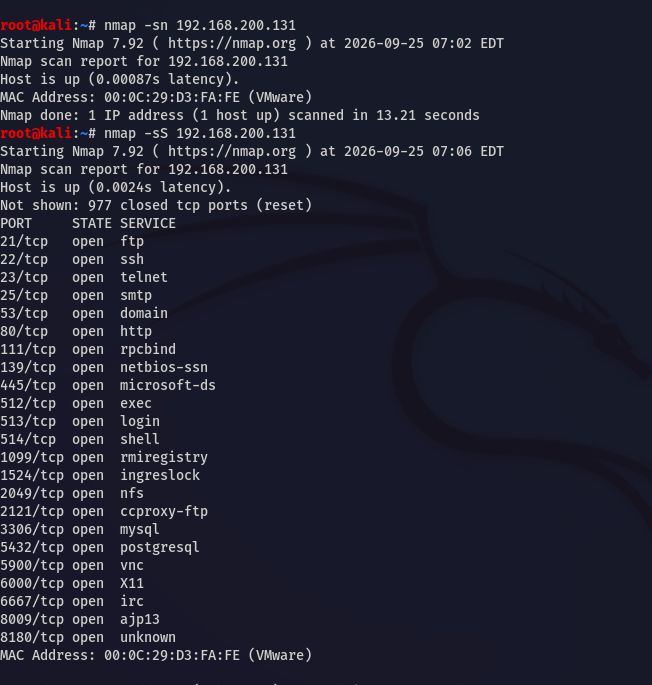 root@kali:~# nmap -sn 192.168.200.131
Starting Nmap 7.92 ( https://nmap.org ) at 2026-09-25 07:02 EDT
Nmap scan report for 192.168.200.131
Host is up (0.00087s latency).
MAC Address: 00:0C:29:D3:FA:FE (VMware)
Nmap done: 1 IP address (1 host up) scanned in 13.21 seconds
root@kali:~# nmap -sS 192.168.200.131
Starting Nmap 7.92 ( https://nmap.org ) at 2026-09-25 07:06 EDT
Nmap scan report for 192.168.200.131
Host is up (0.0024s latency).
Not shown: 977 closed tcp ports (reset)
PORT     STATE SERVICE
21/tcp   open  ftp
22/tcp   open  ssh
23/tcp   open  telnet
25/tcp   open  smtp
53/tcp   open  domain
80/tcp   open  http
111/tcp  open  rpcbind
139/tcp  open  netbios-ssn
445/tcp  open  microsoft-ds
512/tcp  open  exec
513/tcp  open  login
514/tcp  open  shell
1099/tcp open  rmiregistry
1524/tcp open  ingreslock
2049/tcp open  nfs
2121/tcp open  ccproxy-ftp
3306/tcp open  mysql
5432/tcp open  postgresql
5900/tcp open  vnc
6000/tcp open  X11
6667/tcp open  irc
8009/tcp open  ajp13
8180/tcp open  unknown
MAC Address: 00:0C:29:D3:FA:FE (VMware)